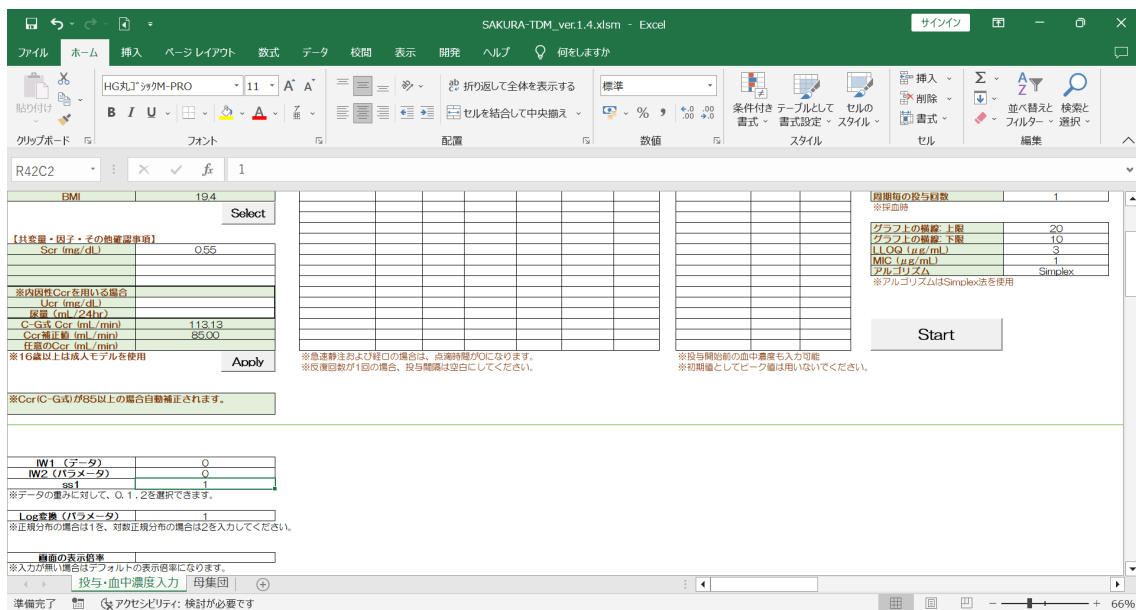 SAKURA-TDM_ver.1.4.xlsm - Excel
サインイン
ファイル ホーム 挿入 ページ レイアウト 数式 データ 校閲 表示 開発 ヘルプ 何をしますか
貼り付け
クリップボード
HG丸ｺﾞｼｯｸM-PRO 11
B I U
フォント
折り返して全体を表示する
セルを結合して中央揃え
配置
標準
数値
条件付き書式
テーブルとして書式設定
セルのスタイル
スタイル
挿入
削除
書式
セル
並べ替えとフィルター
検索と選択
編集
R42C2 fx 1
BMI 19.4
Select
【共変量・因子・その他確認事項】
Scr (mg/dL) 0.55
※内因性Ccrを用いる場合
Ucr (mg/dL)
尿量 (mL/24hr)
C-G式 Ccr (mL/min) 113.13
Ccr補正値 (mL/min) 85.00
任意のCcr (mL/min)
※16歳以上は成人モデルを使用
Apply
※Ccr(C-G式)が85以上の場合自動補正されます。
※急速静注および経口の場合は、点滴時間が0になります。
※反復回数が1回の場合、投与間隔は空白にしてください。
※投与開始前の血中濃度も入力可能
※初期値としてピーク値は用いないでください。
周期毎の投与回数 1
※採血時
グラフ上の横線: 上限 20
グラフ上の横線: 下限 10
LLOQ (μg/mL) 3
MIC (μg/mL) 1
アルゴリズム Simplex
※アルゴリズムはSimplex法を使用
Start
IW1 （データ） 0
IW2（パラメータ） 0
ss1 1
※データの重みに対して、0, 1 , 2を選択できます。
Log変換（パラメータ） 1
※正規分布の場合は1を、対数正規分布の場合は2を入力してください。
画面の表示倍率
※入力が無い場合はデフォルトの表示倍率になります。
投与・血中濃度入力 母集団
準備完了 アクセシビリティ: 検討が必要です 66%